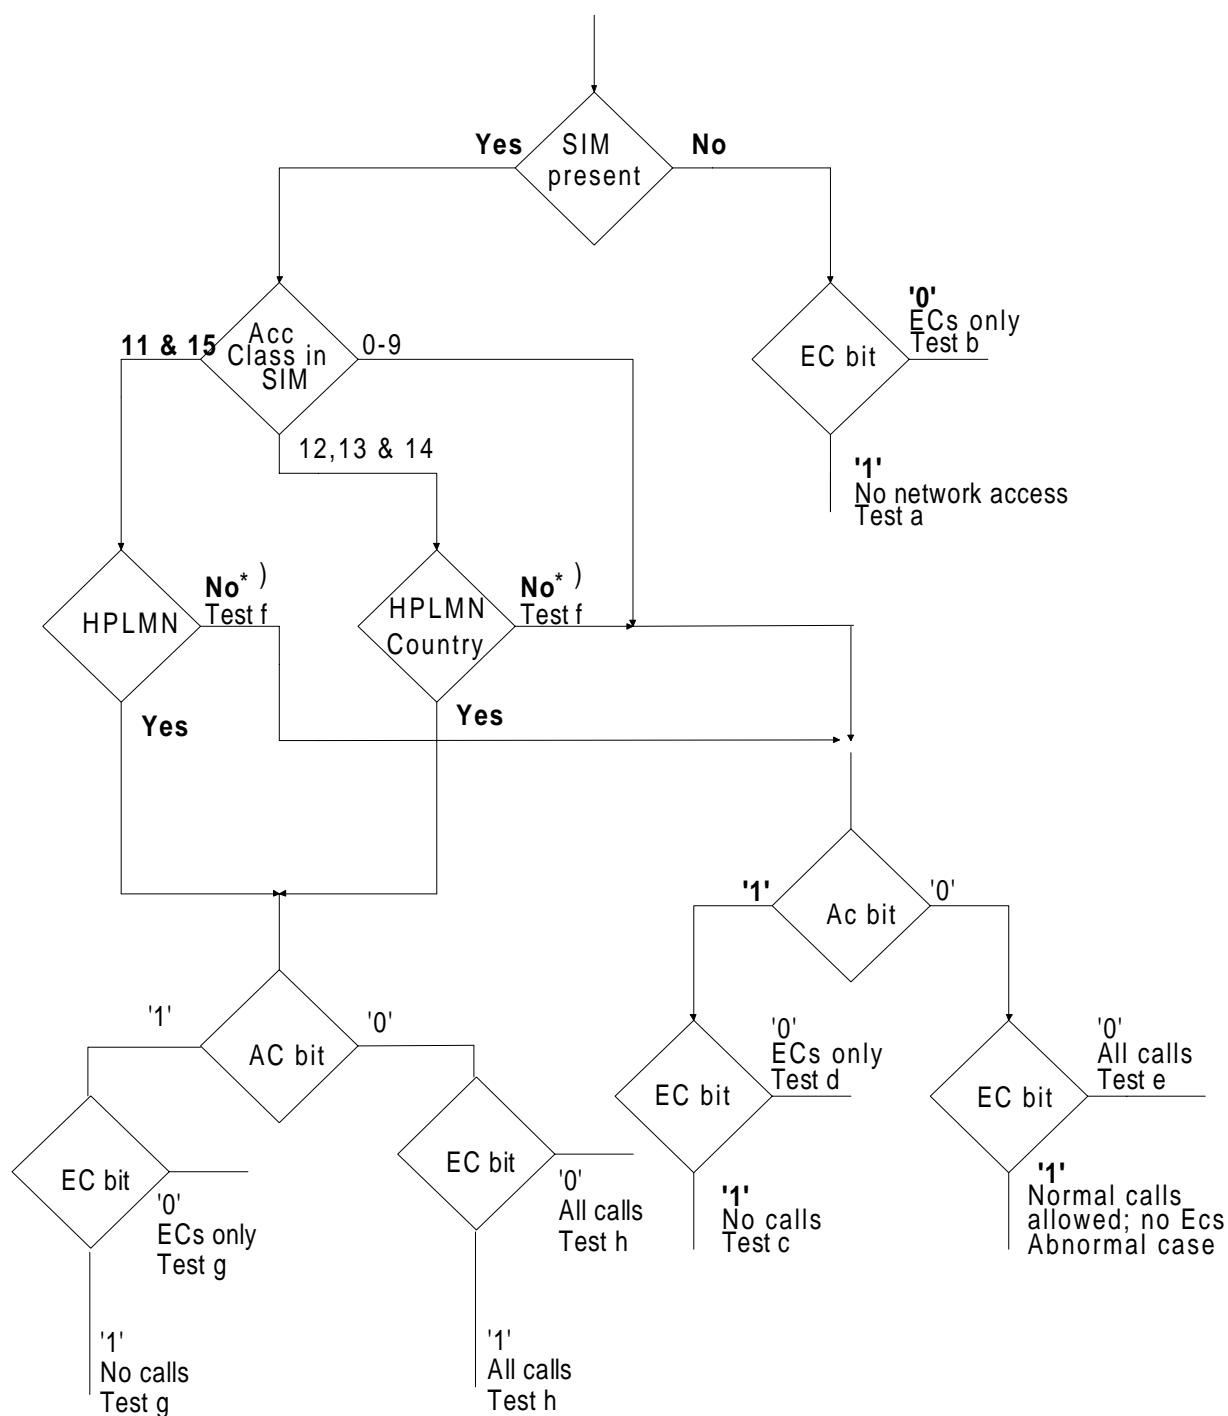 Yes
SIM
present
No
'0'
ECs only
Test b
11 & 15
Acc
Class in
SIM
0-9
EC bit
12,13 & 14
'1'
No network access
Test a
No* )
Test f
HPLMN
No* )
Test f
HPLMN
Country
Yes
Yes
'1'
Ac bit
'0'
'1'
AC bit
'0'
'0'
ECs only
Test d
EC bit
'0'
All calls
Test e
EC bit
EC bit
'0'
ECs only
Test g
EC bit
'0'
All calls
Test h
'1'
No calls
Test c
'1'
Normal calls
allowed; no Ecs
Abnormal case
'1'
No calls
Test g
'1'
All calls
Test h